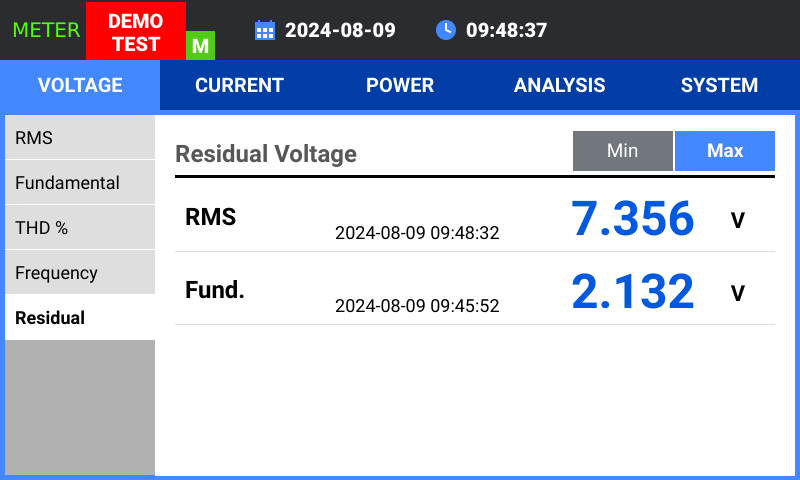 METER
DEMO
TEST
M
2024-08-09
09:48:37
VOLTAGE
CURRENT
POWER
ANALYSIS
SYSTEM
RMS
Fundamental
THD %
Frequency
Residual
Residual Voltage
Min
Max
RMS
2024-08-09 09:48:32
7.356
V
Fund.
2024-08-09 09:45:52
2.132
V